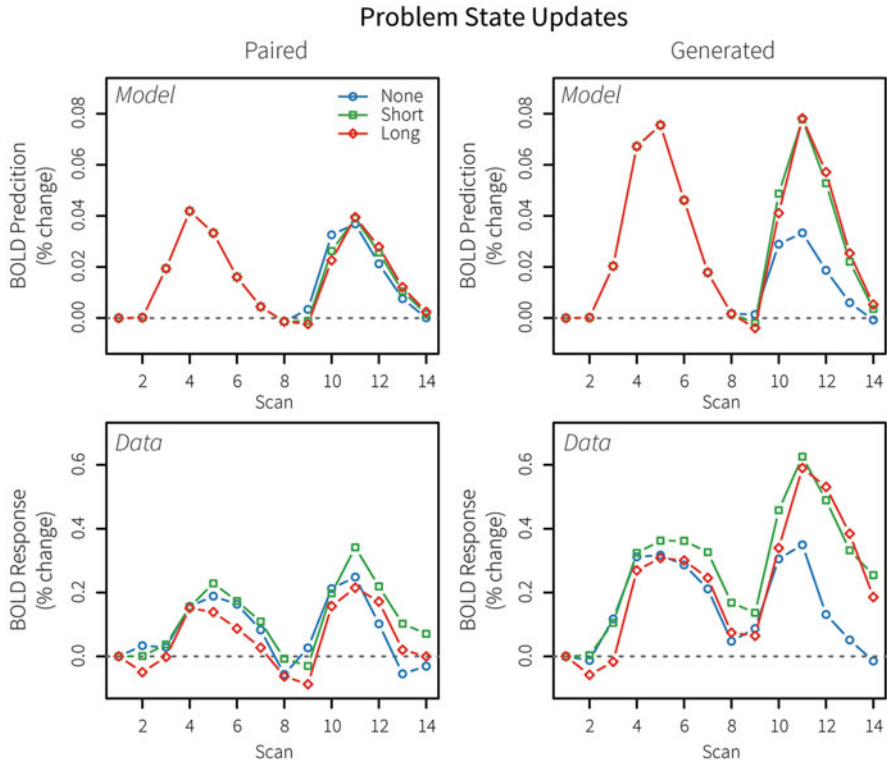 Problem State Updates
Paired
Generated
BOLD Predcition
(% change)
0.00 0.02 0.04 0.06 0.08
Model
None
Short
Long
2 4 6 8 10 12 14
Scan
BOLD Prediction
(% change)
0.00 0.02 0.04 0.06 0.08
Model
2 4 6 8 10 12 14
Scan
BOLD Response
(% change)
0.0 0.2 0.4 0.6
Data
2 4 6 8 10 12 14
Scan
BOLD Response
(% change)
0.0 0.2 0.4 0.6
Data
2 4 6 8 10 12 14
Scan